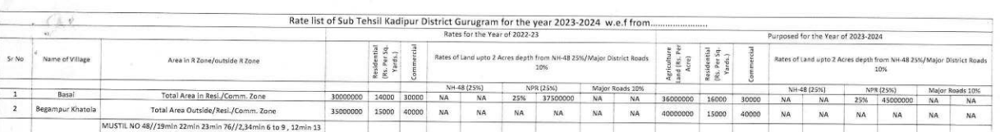 Rate list of Sub Tehsil Kadipur District Gurugram for the year 2023-2024 w.e.f from........................
Rates for the Year of 2022-23 Purposed for the Year of 2023-2024
Sr No Name of Village Area in R Zone/outside R Zone Residential (Rs. Per Sq. Yards.) Commercial Rates of Land upto 2 Acres depth from NH-48 25%/Major District Roads 10% Agriculture Land (Rs. Per Acre) Residential (Rs. Per Sq. Yards.) Commercial Rates of Land upto 2 Acres depth from NH-48 25%/Major District Roads 10%
NH-48 (25%) NPR (25%) Major Roads 10% NH-48 (25%) NPR (25%) Major Roads 10%
1 Basai Total Area in Resi./Comm. Zone 30000000 14000 30000 NA NA 25% 37500000 NA NA 36000000 16000 30000 NA NA 25% 45000000 NA NA
2 Begampur Khatola Total Area Outside/Resi./Comm. Zone 35000000 15000 40000 NA NA NA NA NA NA 40000000 15000 40000 NA NA NA NA NA NA
MUSTIL NO 48//19min 22min 23min 76//2,34min 6 to 9 , 12min 13